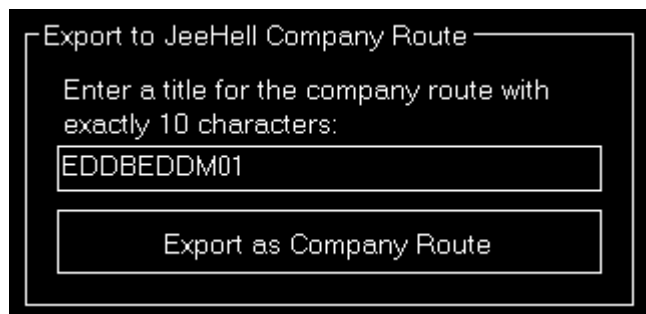 Export to JeeHell Company Route
Enter a title for the company route with
exactly 10 characters:
EDDBEDDM01
Export as Company Route